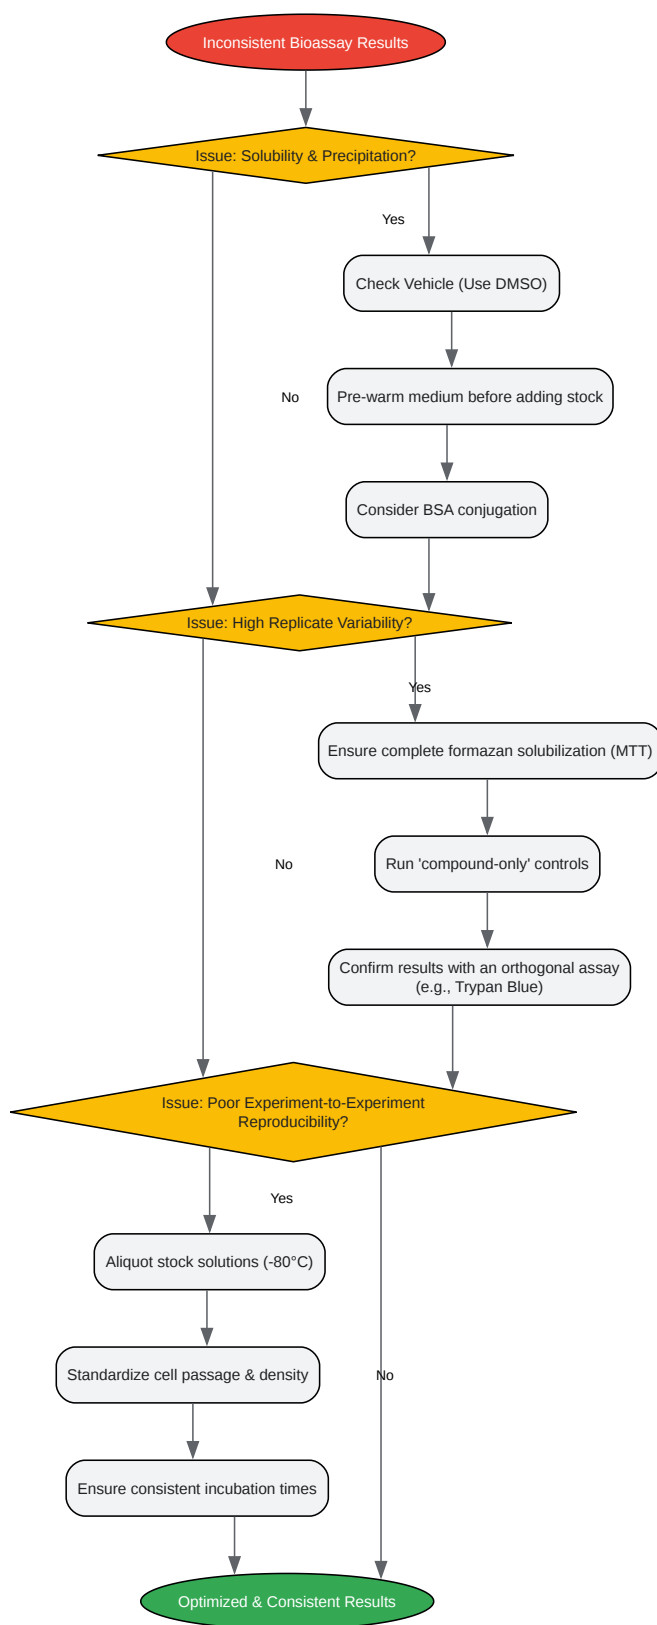 Inconsistent Bioassay Results
Issue: Solubility & Precipitation?
Yes
Check Vehicle (Use DMSO)
No
Pre-warm medium before adding stock
Consider BSA conjugation
Issue: High Replicate Variability?
Yes
Ensure complete formazan solubilization (MTT)
No
Run 'compound-only' controls
Confirm results with an orthogonal assay
(e.g., Trypan Blue)
Issue: Poor Experiment-to-Experiment
Reproducibility?
Yes
Aliquot stock solutions (-80°C)
Standardize cell passage & density
No
Ensure consistent incubation times
Optimized & Consistent Results